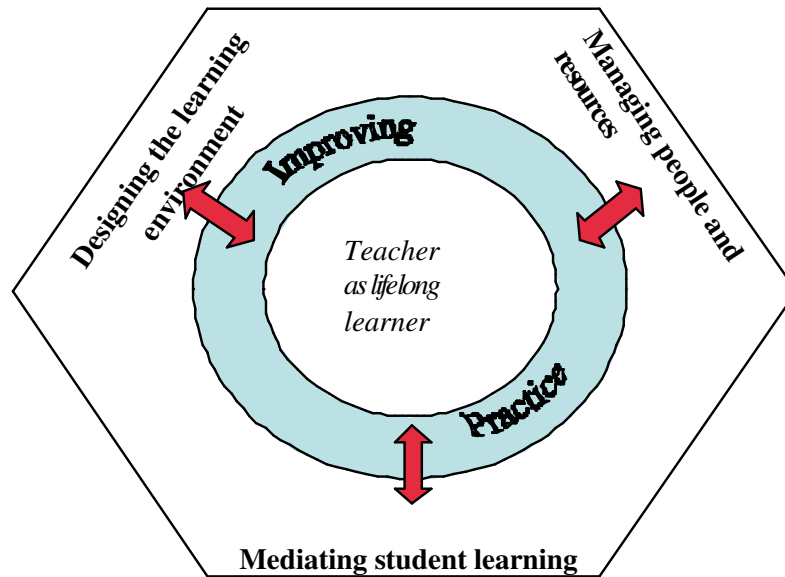 Designing the learning
environment
Managing people and
resources
Improving
Teacher
as lifelong
learner
Practice
Mediating student learning